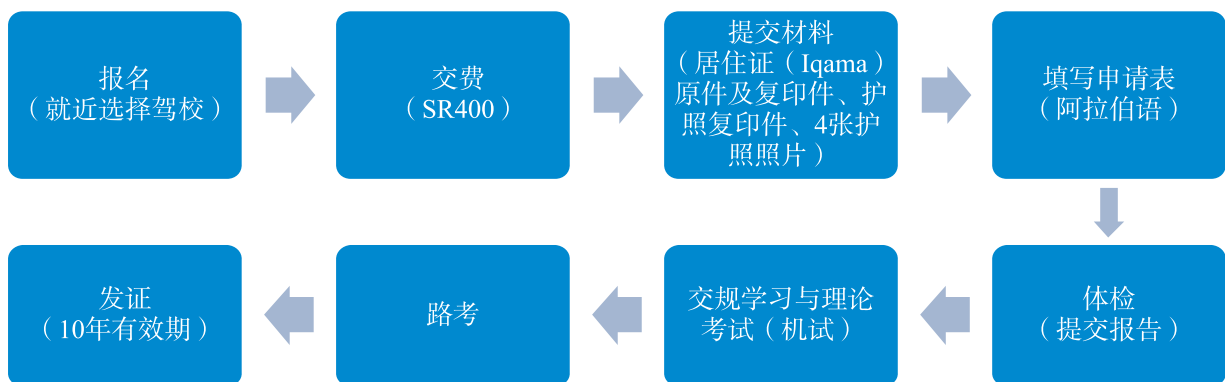 报名
（就近选择驾校）
交费
（SR400）
提交材料
（居住证（Iqama）
原件及复印件、护
照复印件、4张护
照照片）
填写申请表
（阿拉伯语）
体检
（提交报告）
交规学习与理论
考试（机试）
路考
发证
（10年有效期）